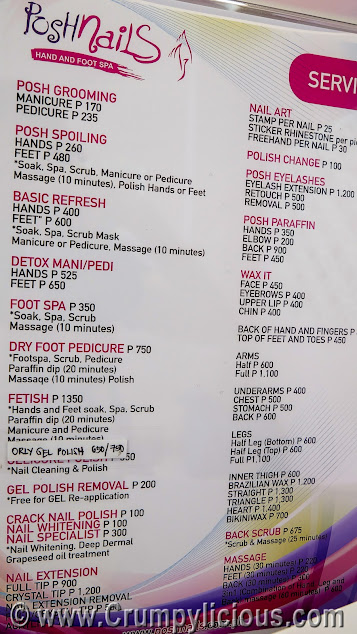 POSH nails
HAND AND FOOT SPA
POSH GROOMING
MANICURE P 170
PEDICURE P 235
POSH SPOILING
HANDS P 260
FEET P 480
*Soak, Spa, Scrub, Manicure or Pedicure
Massage (10 minutes), Polish Hands or Feet
BASIC REFRESH
HANDS P 400
FEET* P 600
*Soak, Spa, Scrub Mask
Manicure or Pedicure, Massage (10 minutes)
DETOX MANI/PEDI
HANDS P 525
FEET P 650
FOOT SPA P 350
*Soak, Spa, Scrub
Massage (10 minutes)
DRY FOOT PEDICURE P 750
*Footspa, Scrub, Pedicure
Paraffin dip (20 minutes)
Massage (10 minutes) Polish
FETISH P 1350
*Hands and Feet soak, Spa, Scrub
Paraffin dip (20 minutes)
Manicure and Pedicure
Massage (10 minutes)
ORLY GEL POLISH 650/750
*Nail Cleaning & Polish
GEL POLISH REMOVAL P 200
*Free for GEL Re-application
CRACK NAIL POLISH P 100
NAIL WHITENING P 100
NAIL SPECIALIST P 300
*Nail Whitening, Deep Dermal
Grapeseed oil treatment
NAIL EXTENSION
FULL TIP P 900
CRYSTAL TIP P 1,200
EXTENSION REMOVAL
SERVI
NAIL ART
STAMP PER NAIL P 25
STICKER RHINESTONE per pi
FREEHAND PER NAIL P 30
POLISH CHANGE P 100
POSH EYELASHES
EYELASH EXTENSION P 1,200
RETOUCH P 500
REMOVAL P 500
POSH PARAFFIN
HANDS P 350
ELBOW P 200
BACK P 900
FEET P 450
WAX IT
FACE P 450
EYEBROWS P 400
UPPER LIP P 400
CHIN P 400
BACK OF HAND AND FINGERS P
TOP OF FEET AND TOES P 450
ARMS
Half P 600
Full P 1,100
UNDERARMS P 400
CHEST P 500
STOMACH P 500
BACK P 600
LEGS
Half Leg (Bottom) P 600
Half Leg (Top) P 600
Full P1,100
INNER THIGH P 600
BRAZILIAN WAX P 1,200
STRAIGHT P 1,300
TRIANGLE P 1,300
HEART P 1,400
BIKINIWAX P 700
BACK SCRUB P 675
*Scrub & Massage (25 minutes)
MASSAGE
HANDS (30 minutes) P 200
FEET (30 minutes) P
BACK (30 minutes) P
© www.Crumpylicious.com